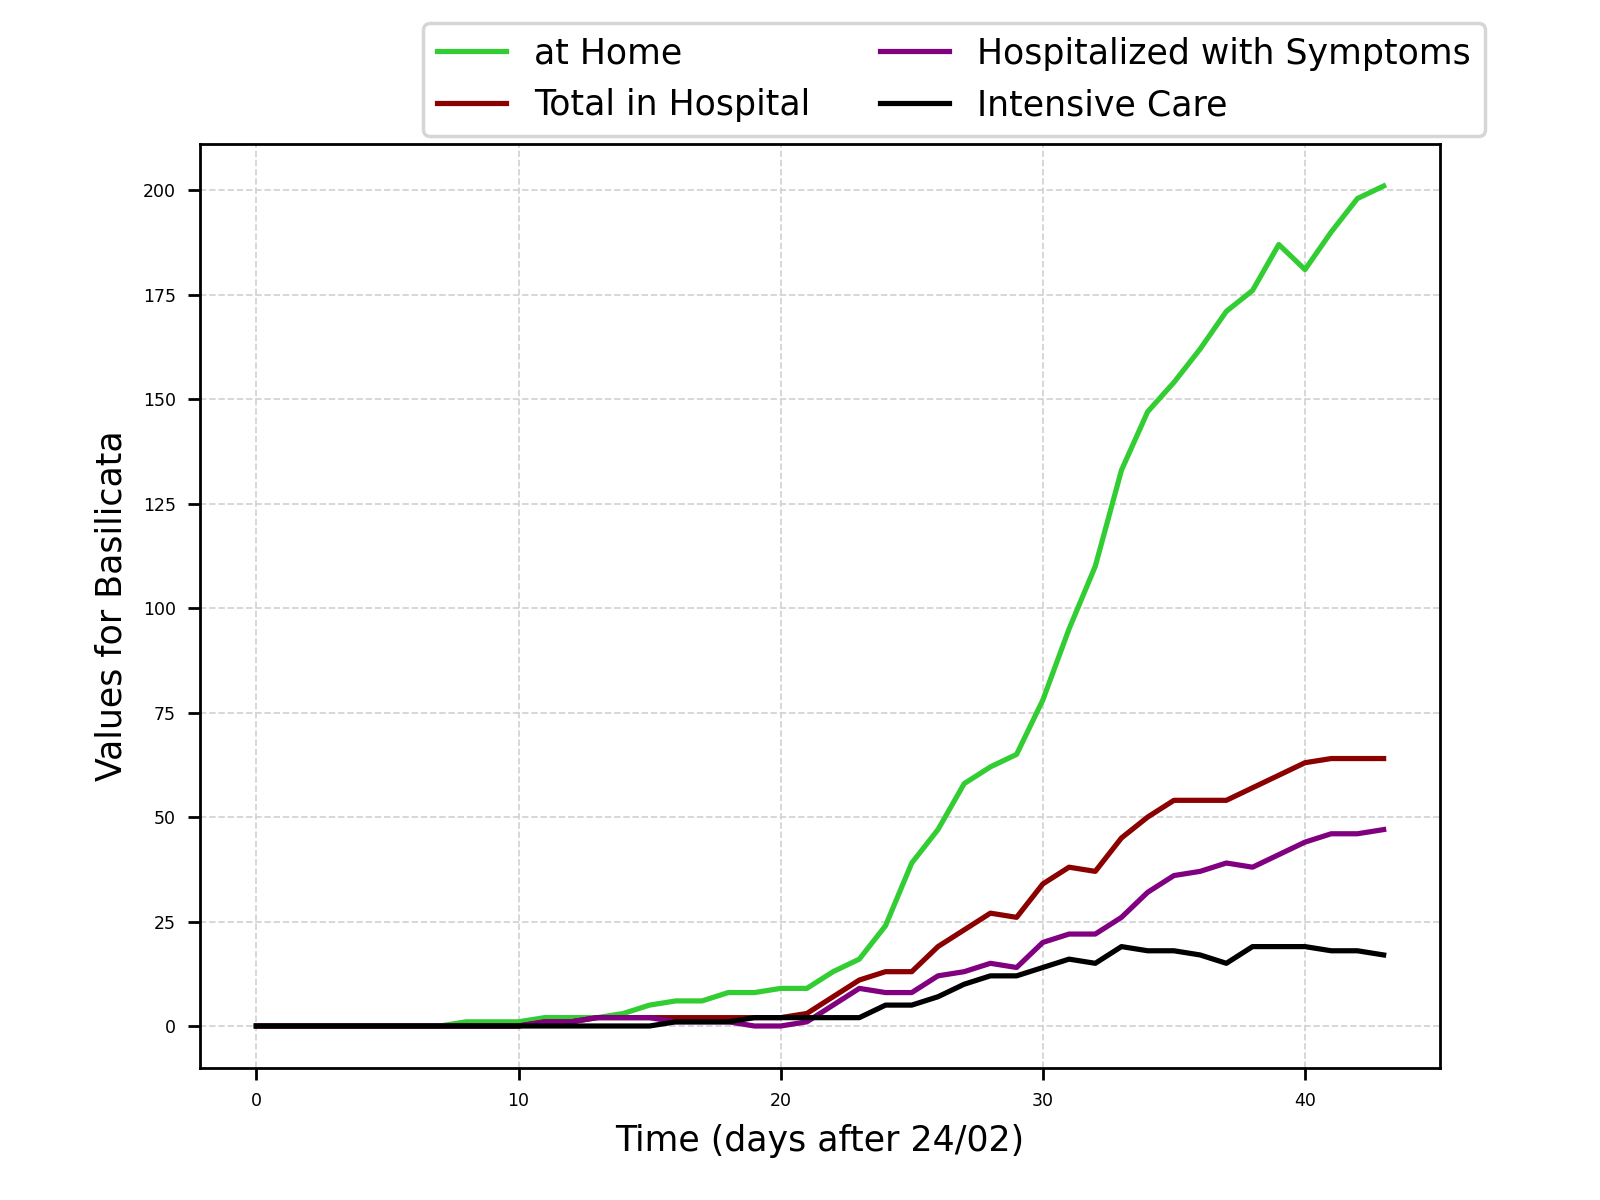 at Home
Hospitalized with Symptoms
Total in Hospital
Intensive Care
200
175
150
125
100
75
50
25
0
Values for Basilicata
0 10 20 30 40
Time (days after 24/02)